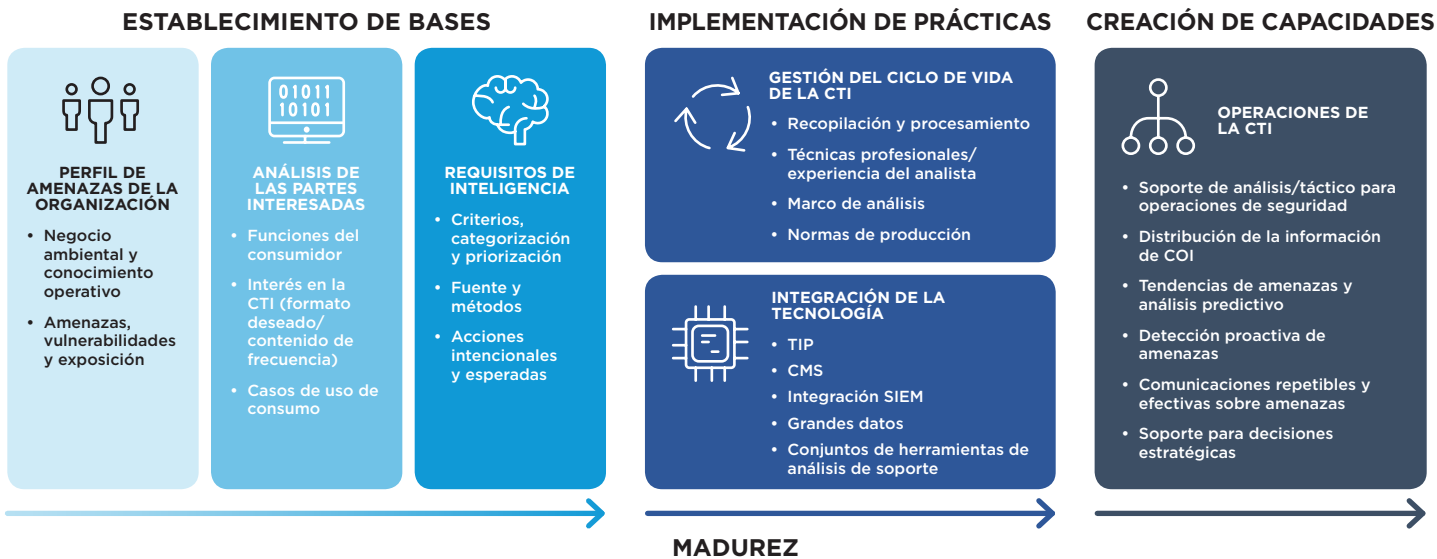 ESTABLECIMIENTO DE BASES
IMPLEMENTACIÓN DE PRÁCTICAS
CREACIÓN DE CAPACIDADES
PERFIL DE
AMENAZAS DE LA
ORGANIZACIÓN
• Negocio
ambiental y
conocimiento
operativo
• Amenazas,
vulnerabilidades
y exposición
01011
10101
ANÁLISIS DE
LAS PARTES
INTERESADAS
• Funciones del
consumidor
• Interés en la
CTI (formato
deseado/
contenido de
frecuencia)
• Casos de uso de
consumo
REQUISITOS DE
INTELIGENCIA
• Criterios,
categorización
y priorización
• Fuente y
métodos
• Acciones
intencionales
y esperadas
GESTIÓN DEL CICLO DE VIDA
DE LA CTI
• Recopilación y procesamiento
• Técnicas profesionales/
experiencia del analista
• Marco de análisis
• Normas de producción
INTEGRACIÓN DE LA
TECNOLOGÍA
• TIP
• CMS
• Integración SIEM
• Grandes datos
• Conjuntos de herramientas de
análisis de soporte
OPERACIONES DE
LA CTI
• Soporte de análisis/táctico para
operaciones de seguridad
• Distribución de la información
de COI
• Tendencias de amenazas y
análisis predictivo
• Detección proactiva de
amenazas
• Comunicaciones repetibles y
efectivas sobre amenazas
• Soporte para decisiones
estratégicas
MADUREZ